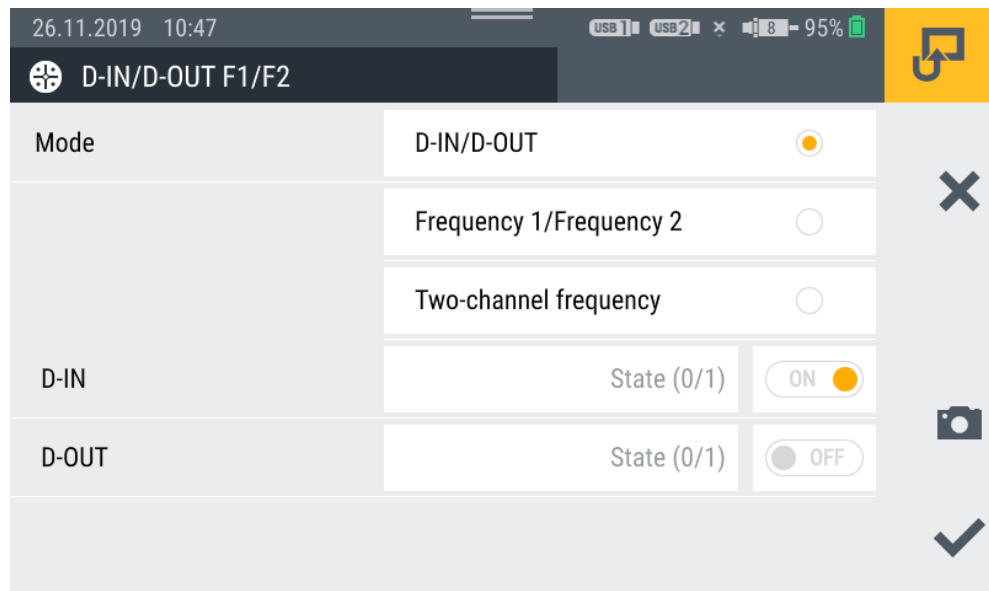 26.11.2019 10:47 USB 1 USB 2 8 95%
D-IN/D-OUT F1/F2
Mode D-IN/D-OUT
Frequency 1/Frequency 2
Two-channel frequency
D-IN State (0/1) ON
D-OUT State (0/1) OFF